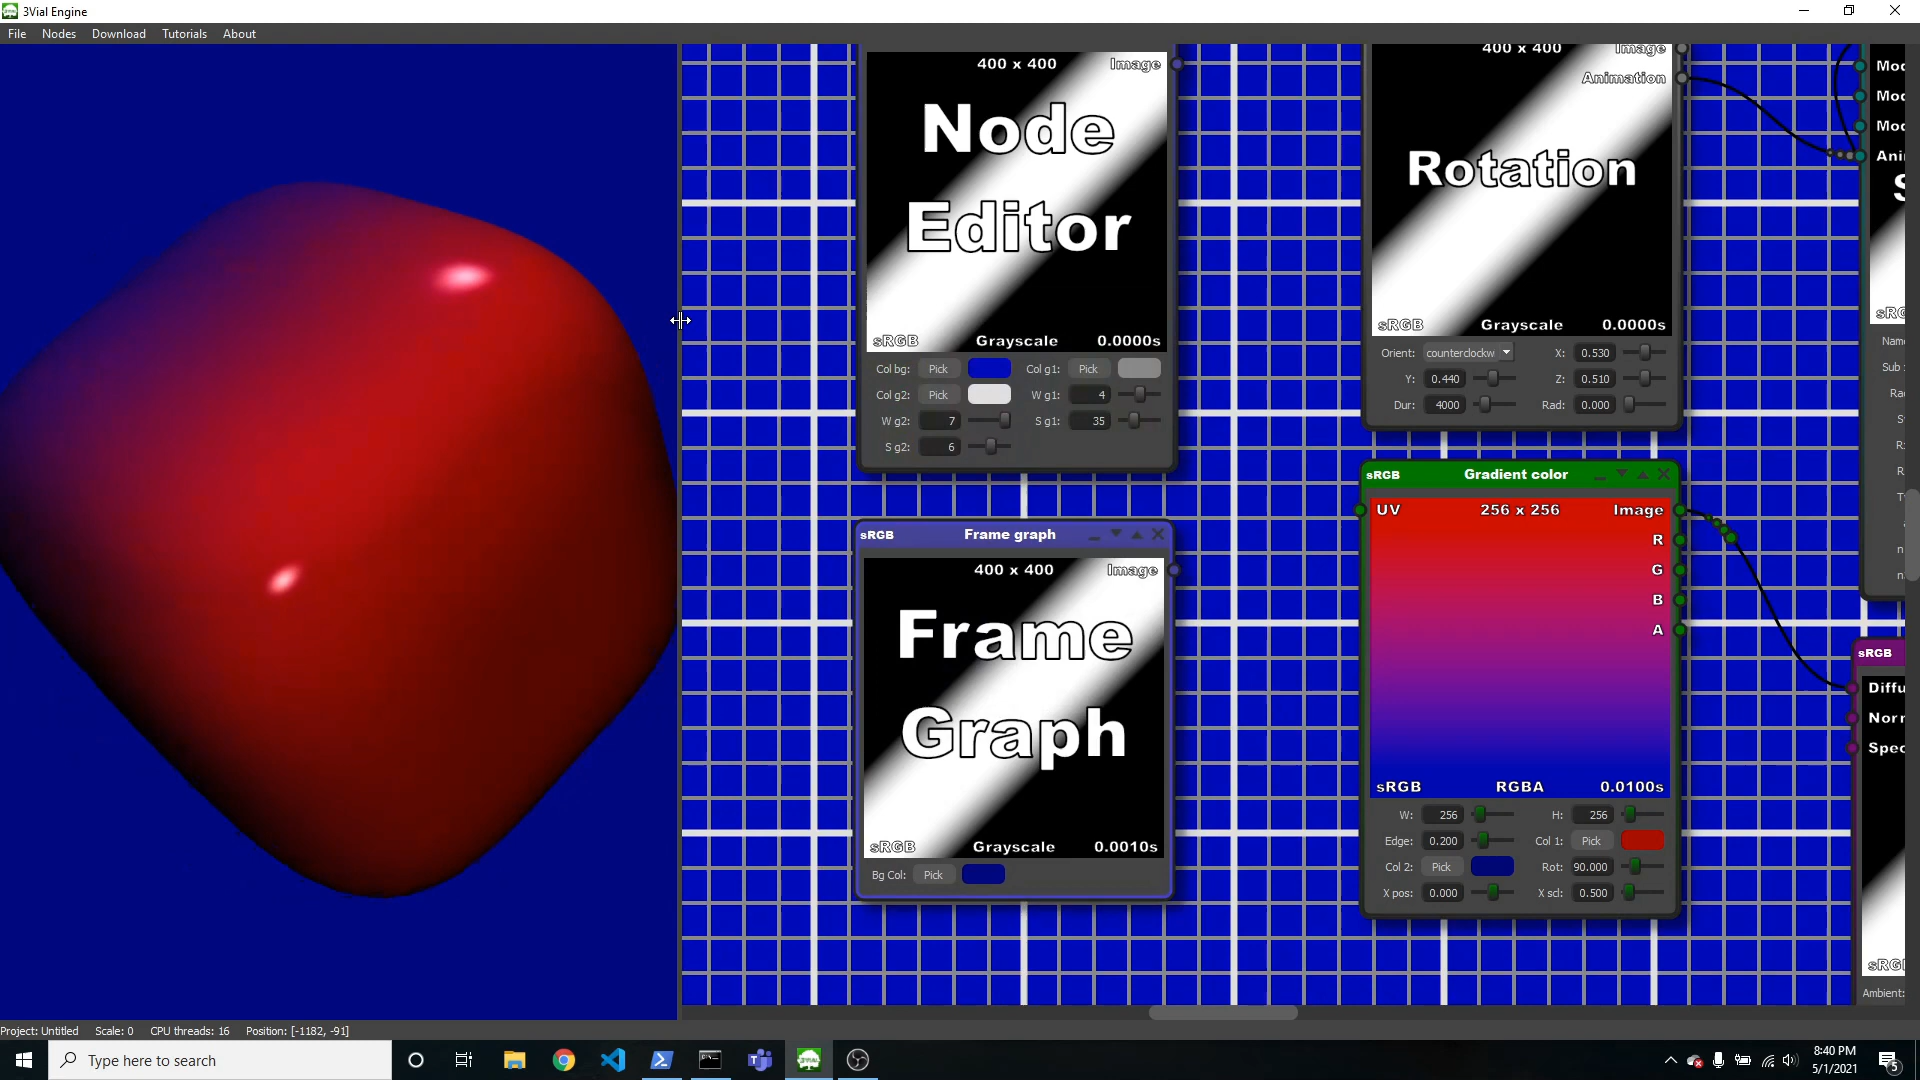 3Vial Engine
File Nodes Download Tutorials About
400 x 400 Image
Node
Editor
sRGB Grayscale 0.0000s
Col bg: Pick Col g1: Pick
Col g2: Pick W g1: 4
W g2: 7 S g1: 35
S g2: 6
sRGB Frame graph
400 x 400 Image
Frame
Graph
sRGB Grayscale 0.0010s
Bg Col: Pick
400 x 400 Image
Animation
Rotation
sRGB Grayscale 0.0000s
Orient: counterclockw X: 0.530
Y: 0.440 Z: 0.510
Dur: 4000 Rad: 0.000
sRGB Gradient color
UV 256 x 256 Image
R
G
B
A
sRGB RGBA 0.0100s
W: 256 H: 256
Edge: 0.200 Col 1: Pick
Col 2: Pick Rot: 90.000
X pos: 0.000 X scl: 0.500
sRGB
Ambient:
Project: Untitled Scale: 0 CPU threads: 16 Position: [-1182, -91]
Type here to search
8:40 PM
5/1/2021
5